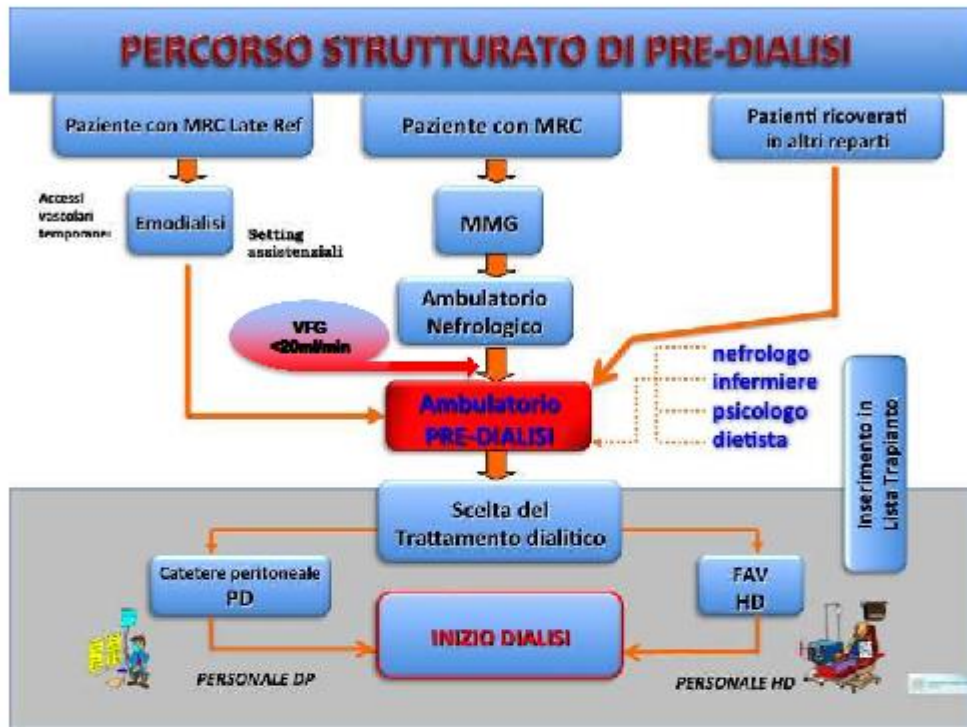 PERCORSO STRUTTURATO DI PRE-DIALISI
Paziente con MRC Late Ref
Paziente con MRC
Pazienti ricoverati
in altri reparti
Accessi
vascolari
temporanei
Emodialisi
Setting
assistenziali
MMG
Ambulatorio
Nefrologico
VFG
<20ml/min
Ambulatorio
PRE-DIALISI
nefrologo
infermiere
psicologo
dietista
Inserimento in
Lista Trapianto
Scelta del
Trattamento dialitico
Catetere peritoneale
PD
FAV
HD
INIZIO DIALISI
PERSONALE DP
PERSONALE HD